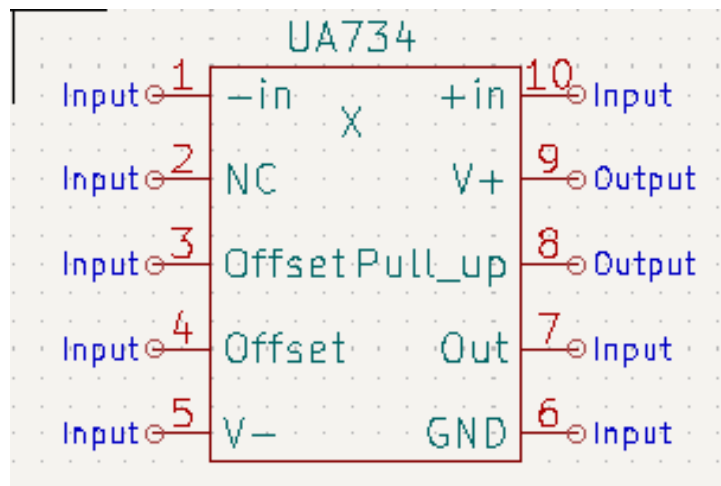 UA734
Input 1 -in +in 10 Input
X
Input 2 NC V+ 9 Output
Input 3 Offset Pull_up 8 Output
Input 4 Offset Out 7 Input
Input 5 V- GND 6 Input